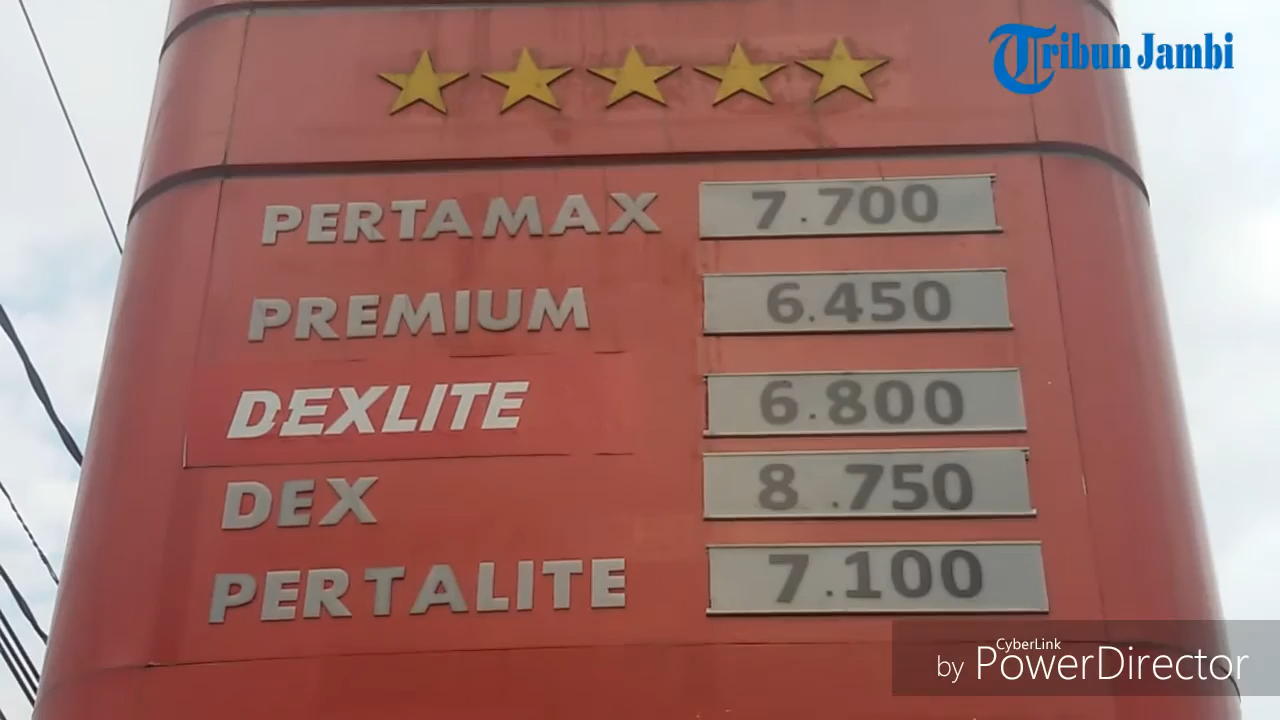 Tribun Jambi
PERTAMAX 7.700
PREMIUM 6.450
DEXLITE 6.800
DEX 8.750
PERTALITE 7.100
CyberLink
by PowerDirector